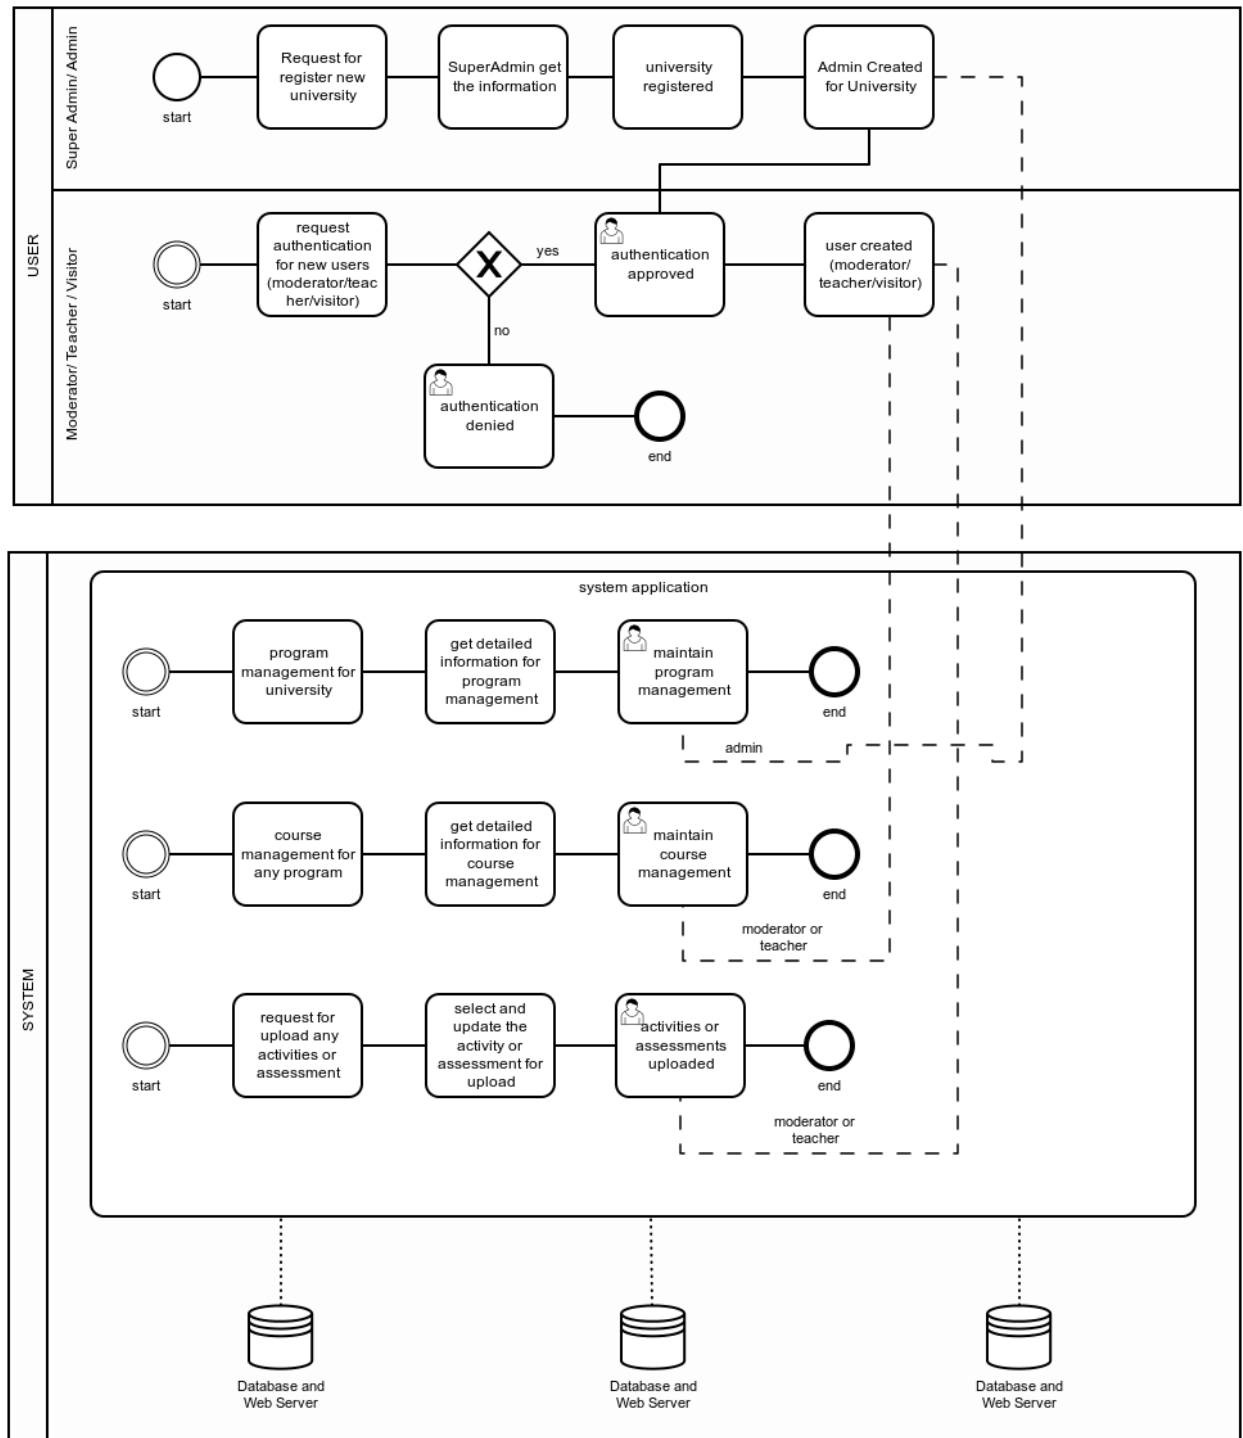 USER
Super Admin/ Admin
start
Request for
register new
university
SuperAdmin get
the information
university
registered
Admin Created
for University
Moderator/ Teacher / Visitor
start
request
authentication
for new users
(moderator/teac
her/visitor)
yes
no
authentication
approved
user created
(moderator/
teacher/visitor)
authentication
denied
end
SYSTEM
system application
start
program
management for
university
get detailed
information for
program
management
maintain
program
management
end
admin
start
course
management for
any program
get detailed
information for
course
management
maintain
course
management
end
moderator or
teacher
start
request for
upload any
activities or
assessment
select and
update the
activity or
assessment for
upload
activities or
assessments
uploaded
end
moderator or
teacher
Database and
Web Server
Database and
Web Server
Database and
Web Server